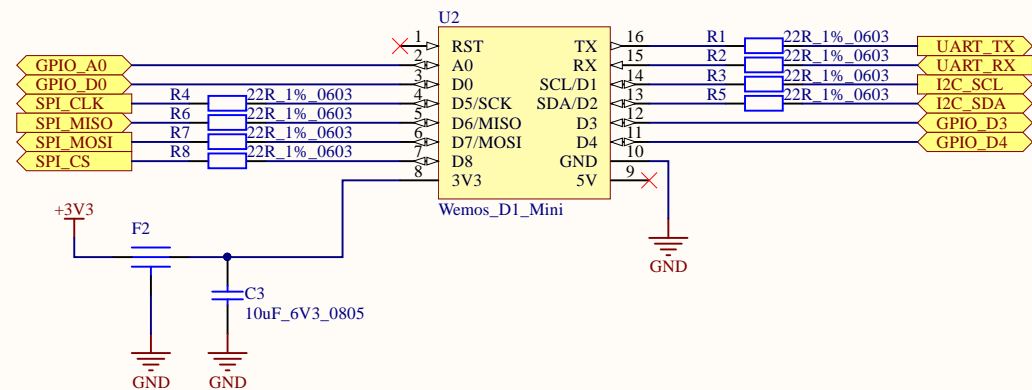 U2
1 RST TX 16 R1 22R_1%_0603 UART_TX
GPIO_A0 2 A0 RX 15 R2 22R_1%_0603 UART_RX
GPIO_D0 3 D0 SCL/D1 14 R3 22R_1%_0603 I2C_SCL
SPI_CLK R4 22R_1%_0603 4 D5/SCK SDA/D2 13 R5 22R_1%_0603 I2C_SDA
SPI_MISO R6 22R_1%_0603 5 D6/MISO D3 12 GPIO_D3
SPI_MOSI R7 22R_1%_0603 6 D7/MOSI D4 11 GPIO_D4
SPI_CS R8 22R_1%_0603 7 D8 GND 10
8 3V3 5V 9
Wemos_D1_Mini
+3V3
F2
GND
C3
10uF_6V3_0805
GND
GND